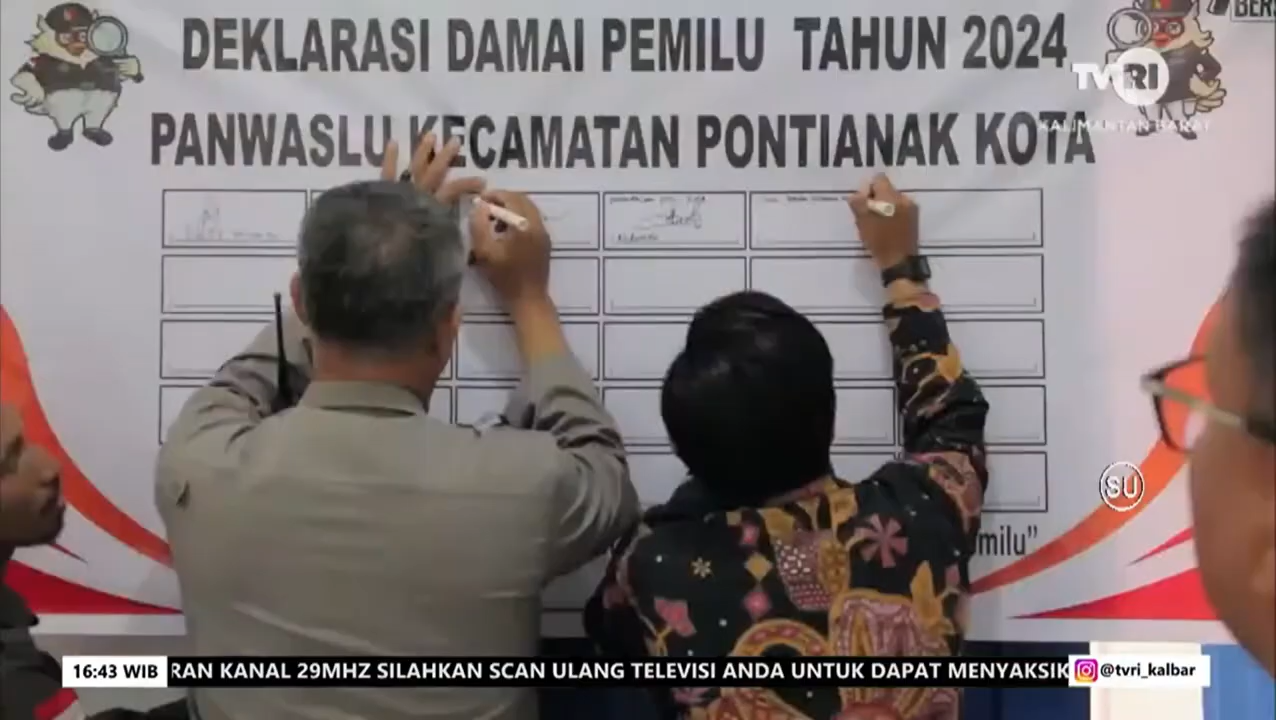 DEKLARASI DAMAI PEMILU TAHUN 2024
PANWASLU KECAMATAN PONTIANAK KOTA
TVRI
KALIMANTAN BARAT
SU
milu”
16:43 WIB
RAN KANAL 29MHZ SILAHKAN SCAN ULANG TELEVISI ANDA UNTUK DAPAT MENYAKSIK
@tvri_kalbar